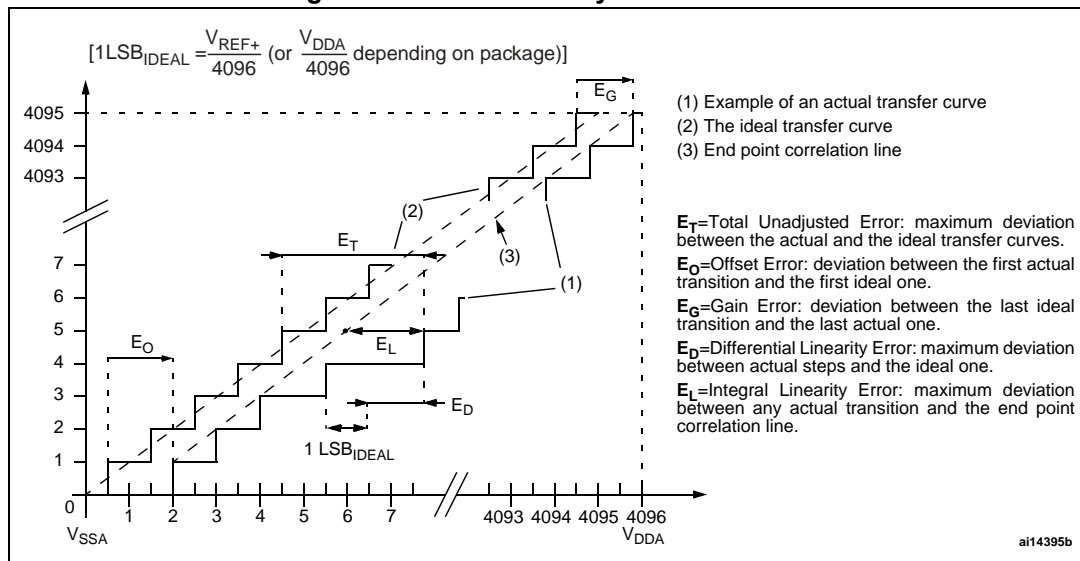 [1LSB_IDEAL = V_REF+/4096 (or V_DDA/4096 depending on package)]
E_G
4095
4094
4093
(1) Example of an actual transfer curve
(2) The ideal transfer curve
(3) End point correlation line
(2)
E_T
(3)
(1)
7
6
5
4
3
2
1
0
E_O
E_L
E_D
1 LSB_IDEAL
E_T=Total Unadjusted Error: maximum deviation
between the actual and the ideal transfer curves.
E_O=Offset Error: deviation between the first actual
transition and the first ideal one.
E_G=Gain Error: deviation between the last ideal
transition and the last actual one.
E_D=Differential Linearity Error: maximum deviation
between actual steps and the ideal one.
E_L=Integral Linearity Error: maximum deviation
between any actual transition and the end point
correlation line.
1 2 3 4 5 6 7 4093 4094 4095 4096
V_SSA V_DDA
ai14395b